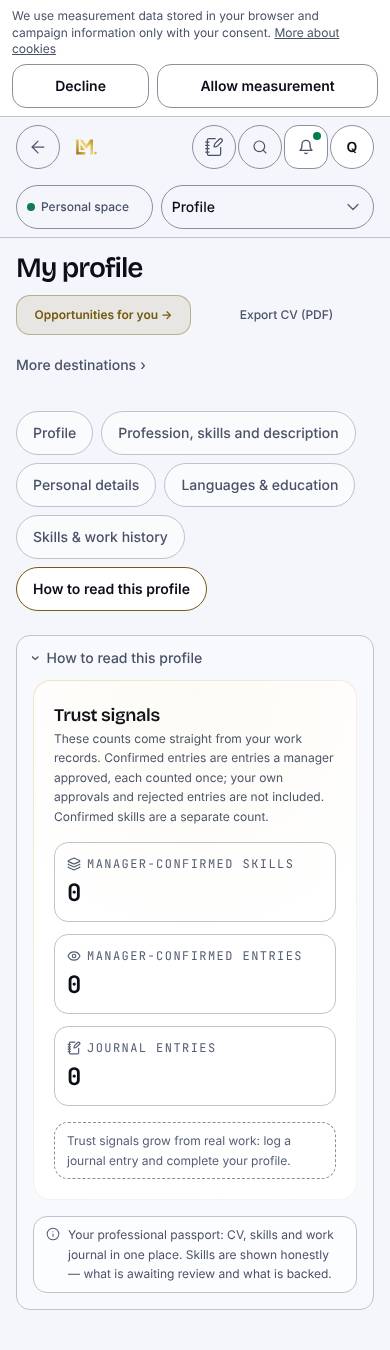 We use measurement data stored in your browser and
campaign information only with your consent. More about
cookies
Decline
Allow measurement
LM.
Q
Personal space
Profile
My profile
Opportunities for you →
Export CV (PDF)
More destinations ›
Profile
Profession, skills and description
Personal details
Languages & education
Skills & work history
How to read this profile
How to read this profile
Trust signals
These counts come straight from your work
records. Confirmed entries are entries a manager
approved, each counted once; your own
approvals and rejected entries are not included.
Confirmed skills are a separate count.
MANAGER-CONFIRMED SKILLS
0
MANAGER-CONFIRMED ENTRIES
0
JOURNAL ENTRIES
0
Trust signals grow from real work: log a
journal entry and complete your profile.
Your professional passport: CV, skills and work
journal in one place. Skills are shown honestly
— what is awaiting review and what is backed.